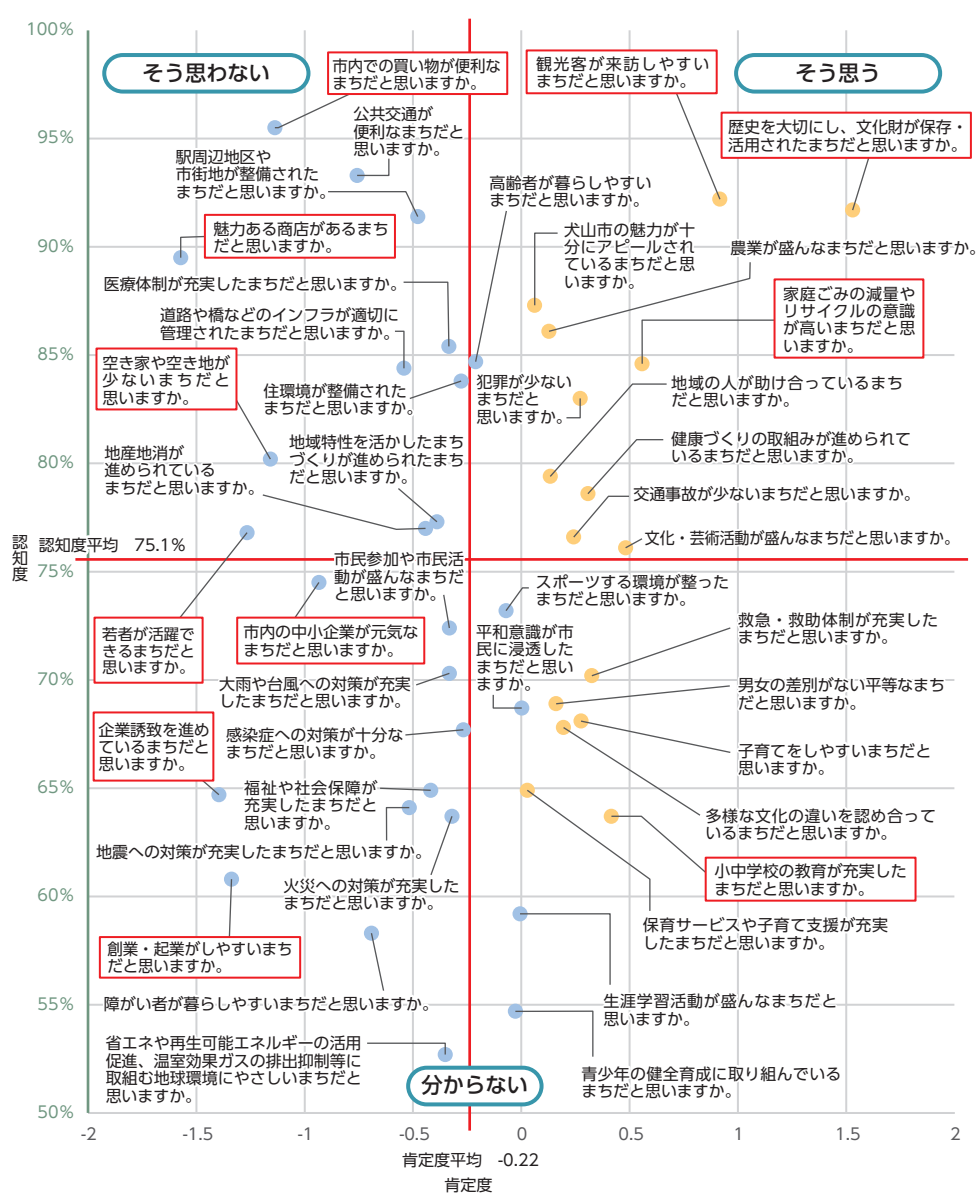 100%
95%
90%
85%
80%
75%
70%
65%
60%
55%
50%
認知度
認知度平均 75.1%
そう思わない
そう思う
市内での買い物が便利な
まちだと思いますか。
観光客が来訪しやすい
まちだと思いますか。
公共交通が
便利なまちだと
思いますか。
歴史を大切にし、文化財が保存・
活用されたまちだと思いますか。
駅周辺地区や
市街地が整備された
まちだと思いますか。
高齢者が暮らしやすい
まちだと思いますか。
魅力ある商店があるまち
だと思いますか。
犬山市の魅力が十
分にアピールされ
ているまちだと思
いますか。
農業が盛んなまちだと思いますか。
医療体制が充実したまちだと思いますか。
家庭ごみの減量や
リサイクルの意識
が高いまちだと思
いますか。
道路や橋などのインフラが適切に
管理されたまちだと思いますか。
空き家や空き地が
少ないまちだと
思いますか。
住環境が整備された
まちだと思いますか。
犯罪が少ない
まちだと
思いますか。
地域の人が助け合っているまち
だと思いますか。
地産地消が
進められている
まちだと思いますか。
地域特性を活かしたまち
づくりが進められたまち
だと思いますか。
健康づくりの取組みが進められて
いるまちだと思いますか。
交通事故が少ないまちだと思いますか。
文化・芸術活動が盛んなまちだと思いますか。
市民参加や市民活
動が盛んなまちだ
と思いますか。
スポーツする環境が整った
まちだと思いますか。
若者が活躍で
きるまちだと
思いますか。
市内の中小企業が元気な
まちだと思いますか。
平和意識が市
民に浸透した
まちだと思い
ますか。
救急・救助体制が充実した
まちだと思いますか。
大雨や台風への対策が充実
したまちだと思いますか。
男女の差別がない平等なまち
だと思いますか。
企業誘致を進め
ているまちだと
思いますか。
感染症への対策が十分な
まちだと思いますか。
子育てをしやすいまちだと
思いますか。
福祉や社会保障が
充実したまちだと
思いますか。
多様な文化の違いを認め合って
いるまちだと思いますか。
地震への対策が充実したまちだと思いますか。
小中学校の教育が充実した
まちだと思いますか。
火災への対策が充実した
まちだと思いますか。
保育サービスや子育て支援が充実
したまちだと思いますか。
創業・起業がしやすいまち
だと思いますか。
障がい者が暮らしやすいまちだと思いますか。
生涯学習活動が盛んなまちだと
思いますか。
省エネや再生可能エネルギーの活用
促進、温室効果ガスの排出抑制等に
取組む地球環境にやさしいまちだと
思いますか。
青少年の健全育成に取り組んでいる
まちだと思いますか。
分からない
-2
-1.5
-1
-0.5
0
0.5
1
1.5
2
肯定度平均 -0.22
肯定度